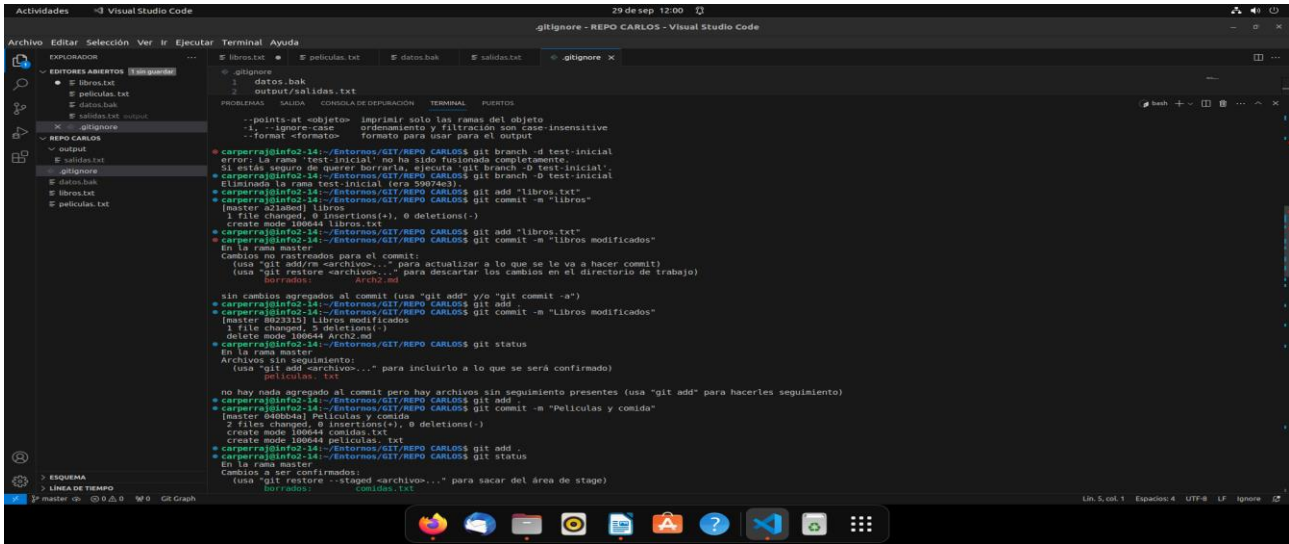 Actividades Visual Studio Code 29 de sep 12:00
.gitignore - REPO CARLOS - Visual Studio Code
Archivo Editar Selección Ver Ir Ejecutar Terminal Ayuda
EXPLORADOR
EDITORES ABIERTOS 1 sin guardar
libros.txt
peliculas. txt
datos.bak
salidas.txt output
.gitignore
REPO CARLOS
output
salidas.txt
.gitignore
datos.bak
libros.txt
peliculas. txt
ESQUEMA
LÍNEA DE TIEMPO
libros.txt peliculas. txt datos.bak salidas.txt .gitignore
.gitignore
1 datos.bak
2 output/salidas.txt
PROBLEMAS SALIDA CONSOLA DE DEPURACIÓN TERMINAL PUERTOS
bash
--points-at <objeto> imprimir solo las ramas del objeto
-i, --ignore-case ordenamiento y filtración son case-insensitive
--format <formato> formato para usar para el output
carperraj@info2-14:~/Entornos/GIT/REPO CARLOS$ git branch -d test-inicial
error: La rama 'test-inicial' no ha sido fusionada completamente.
Si estás seguro de querer borrarla, ejecuta 'git branch -D test-inicial'.
carperraj@info2-14:~/Entornos/GIT/REPO CARLOS$ git branch -D test-inicial
Eliminada la rama test-inicial (era 59074e3).
carperraj@info2-14:~/Entornos/GIT/REPO CARLOS$ git add "libros.txt"
carperraj@info2-14:~/Entornos/GIT/REPO CARLOS$ git commit -m "libros"
[master a21a8ed] libros
1 file changed, 0 insertions(+), 0 deletions(-)
create mode 100644 libros.txt
carperraj@info2-14:~/Entornos/GIT/REPO CARLOS$ git add "libros.txt"
carperraj@info2-14:~/Entornos/GIT/REPO CARLOS$ git commit -m "libros modificados"
En la rama master
Cambios no rastreados para el commit:
(usa "git add/rm <archivo>..." para actualizar a lo que se le va a hacer commit)
(usa "git restore <archivo>..." para descartar los cambios en el directorio de trabajo)
borrados: Arch2.md
sin cambios agregados al commit (usa "git add" y/o "git commit -a")
carperraj@info2-14:~/Entornos/GIT/REPO CARLOS$ git add .
carperraj@info2-14:~/Entornos/GIT/REPO CARLOS$ git commit -m "Libros modificados"
[master 8023315] Libros modificados
1 file changed, 5 deletions(-)
delete mode 100644 Arch2.md
carperraj@info2-14:~/Entornos/GIT/REPO CARLOS$ git status
En la rama master
Archivos sin seguimiento:
(usa "git add <archivo>..." para incluirlo a lo que se será confirmado)
peliculas. txt
no hay nada agregado al commit pero hay archivos sin seguimiento presentes (usa "git add" para hacerles seguimiento)
carperraj@info2-14:~/Entornos/GIT/REPO CARLOS$ git add .
carperraj@info2-14:~/Entornos/GIT/REPO CARLOS$ git commit -m "Peliculas y comida"
[master 040bb4a] Peliculas y comida
2 files changed, 0 insertions(+), 0 deletions(-)
create mode 100644 comidas.txt
create mode 100644 peliculas. txt
carperraj@info2-14:~/Entornos/GIT/REPO CARLOS$ git add .
carperraj@info2-14:~/Entornos/GIT/REPO CARLOS$ git status
En la rama master
Cambios a ser confirmados:
(usa "git restore --staged <archivo>..." para sacar del área de stage)
borrados: comidas.txt
master 0 0 0 Git Graph Lín. 5, col. 1 Espacios: 4 UTF-8 LF Ignore